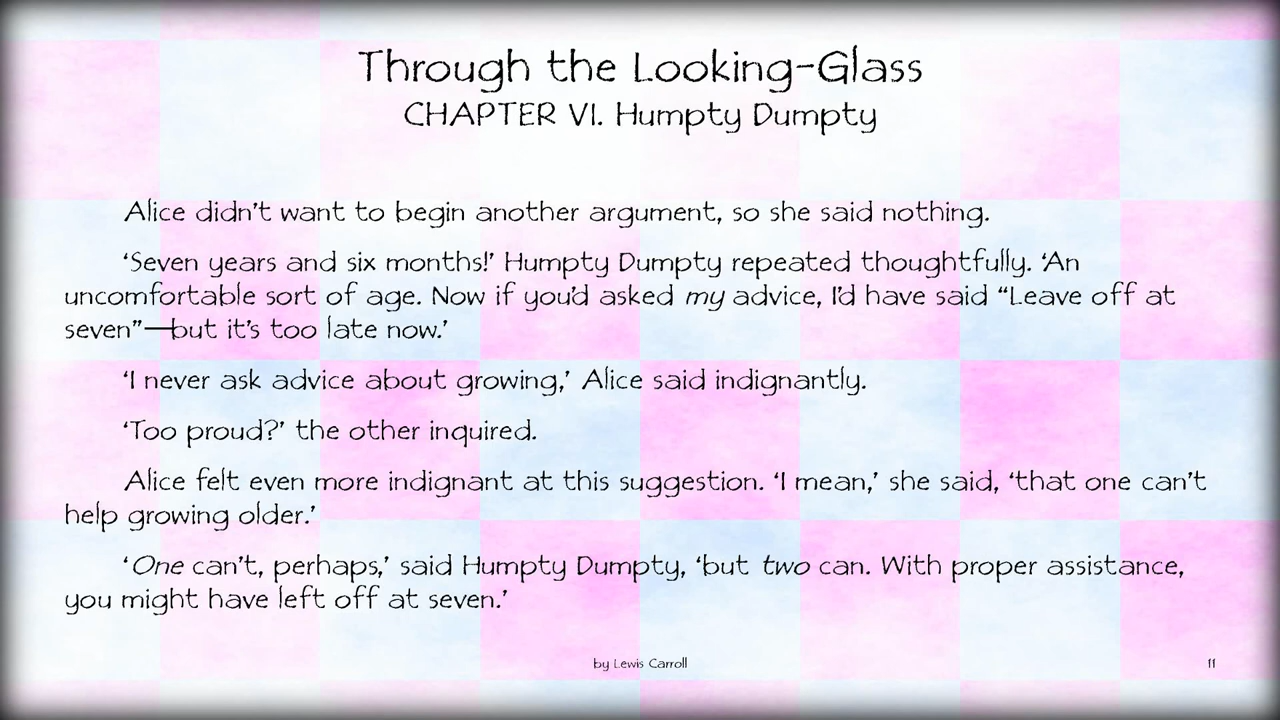 Through the Looking-Glass
CHAPTER VI. Humpty Dumpty
Alice didn’t want to begin another argument, so she said nothing.
‘Seven years and six months!’ Humpty Dumpty repeated thoughtfully. ‘An
uncomfortable sort of age. Now if you’d asked my advice, I’d have said “Leave off at
seven”—but it’s too late now.’
‘I never ask advice about growing,’ Alice said indignantly.
‘Too proud?’ the other inquired.
Alice felt even more indignant at this suggestion. ‘I mean,’ she said, ‘that one can’t
help growing older.’
‘One can’t, perhaps,’ said Humpty Dumpty, ‘but two can. With proper assistance,
you might have left off at seven.’
by Lewis Carroll
11